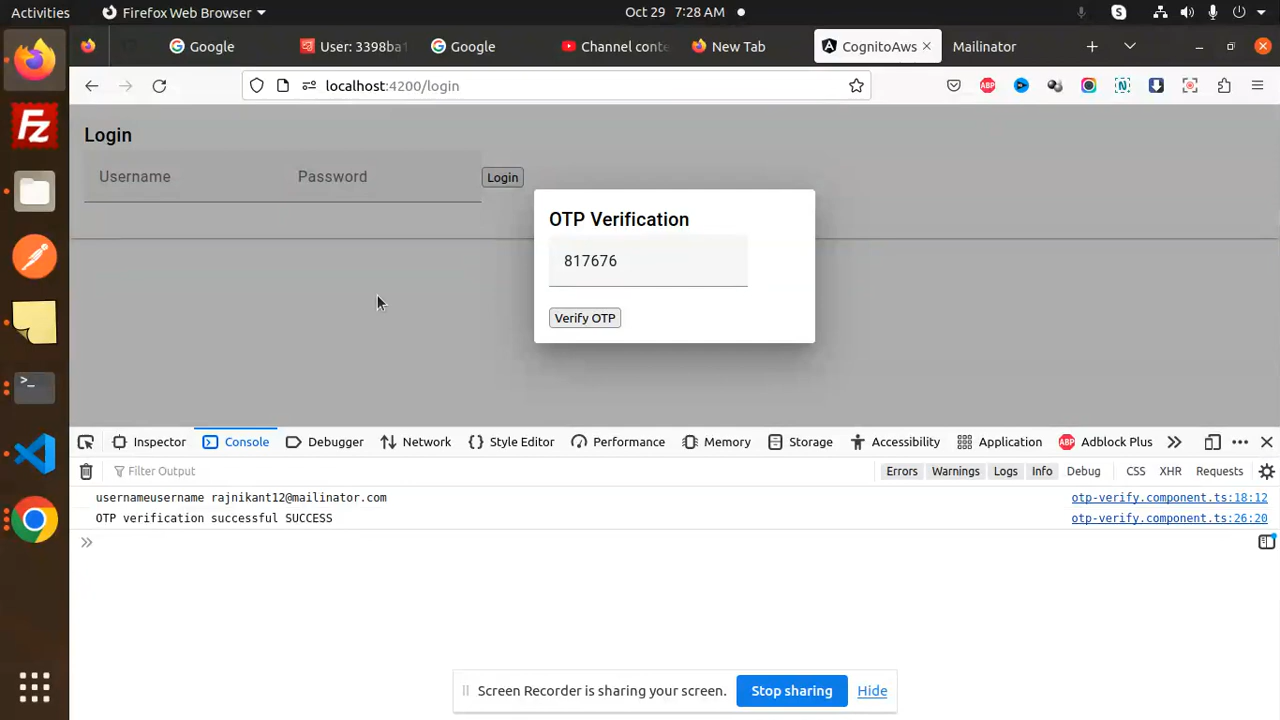 Activities Firefox Web Browser Oct 29 7:28 AM
Google User: 3398ba1 Google Channel conte New Tab CognitoAws Mailinator
localhost:4200/login
Login
Username Password Login
OTP Verification
817676
Verify OTP
Inspector Console Debugger Network Style Editor Performance Memory Storage Accessibility Application Adblock Plus
Filter Output Errors Warnings Logs Info Debug CSS XHR Requests
usernameusername rajnikant12@mailinator.com otp-verify.component.ts:18:12
OTP verification successful SUCCESS otp-verify.component.ts:26:20
Screen Recorder is sharing your screen. Stop sharing Hide